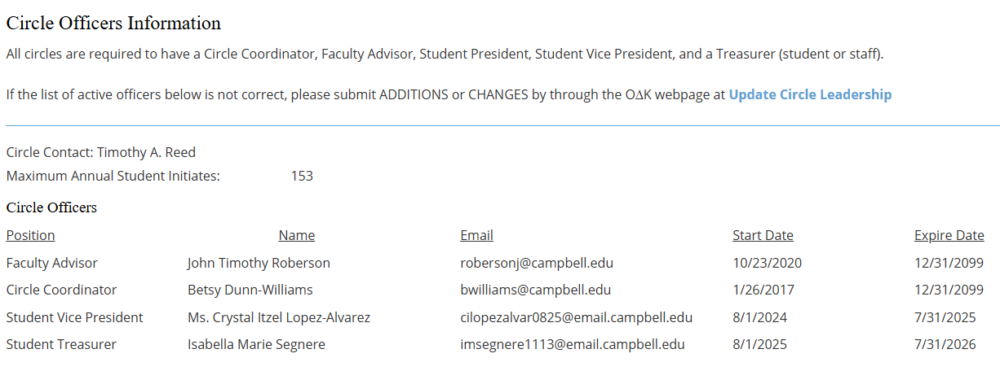 Circle Officers Information
All circles are required to have a Circle Coordinator, Faculty Advisor, Student President, Student Vice President, and a Treasurer (student or staff).
If the list of active officers below is not correct, please submit ADDITIONS or CHANGES by through the OΔK webpage at Update Circle Leadership
Circle Contact: Timothy A. Reed
Maximum Annual Student Initiates: 153
Circle Officers
Position Name Email Start Date Expire Date
Faculty Advisor John Timothy Roberson robersonj@campbell.edu 10/23/2020 12/31/2099
Circle Coordinator Betsy Dunn-Williams bwilliams@campbell.edu 1/26/2017 12/31/2099
Student Vice President Ms. Crystal Itzel Lopez-Alvarez cilopezalvar0825@email.campbell.edu 8/1/2024 7/31/2025
Student Treasurer Isabella Marie Segnere imsegnere1113@email.campbell.edu 8/1/2025 7/31/2026